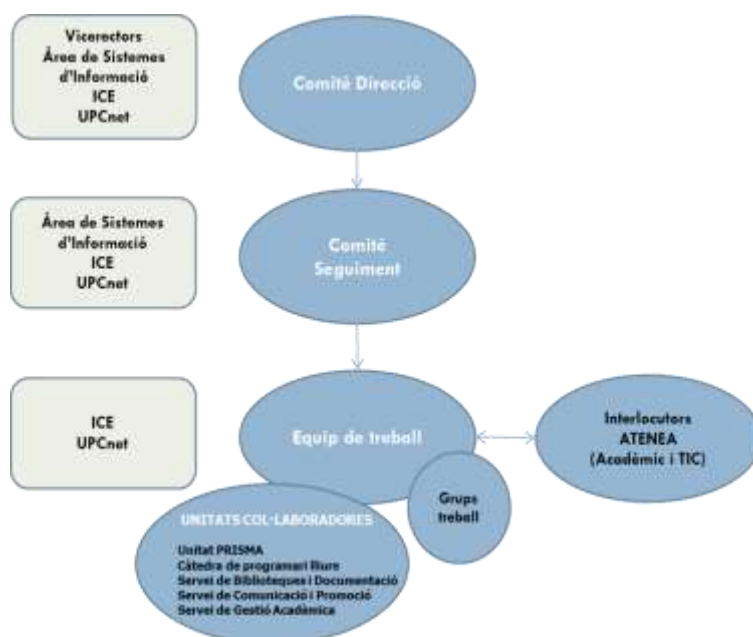 Vicerectors
Àrea de Sistemes
d'Informació
ICE
UPCnet
Comitè Direcció
Àrea de Sistemes
d'Informació
ICE
UPCnet
Comitè
Seguiment
ICE
UPCnet
Equip de treball
Interlocutors
ATENEA
(Acadèmic i TIC)
Grups
treball
UNITATS COL·LABORADORES
Unitat PRISMA
Càtedra de programari lliure
Servei de Biblioteques i Documentació
Servei de Comunicació i Promoció
Servei de Gestió Acadèmica